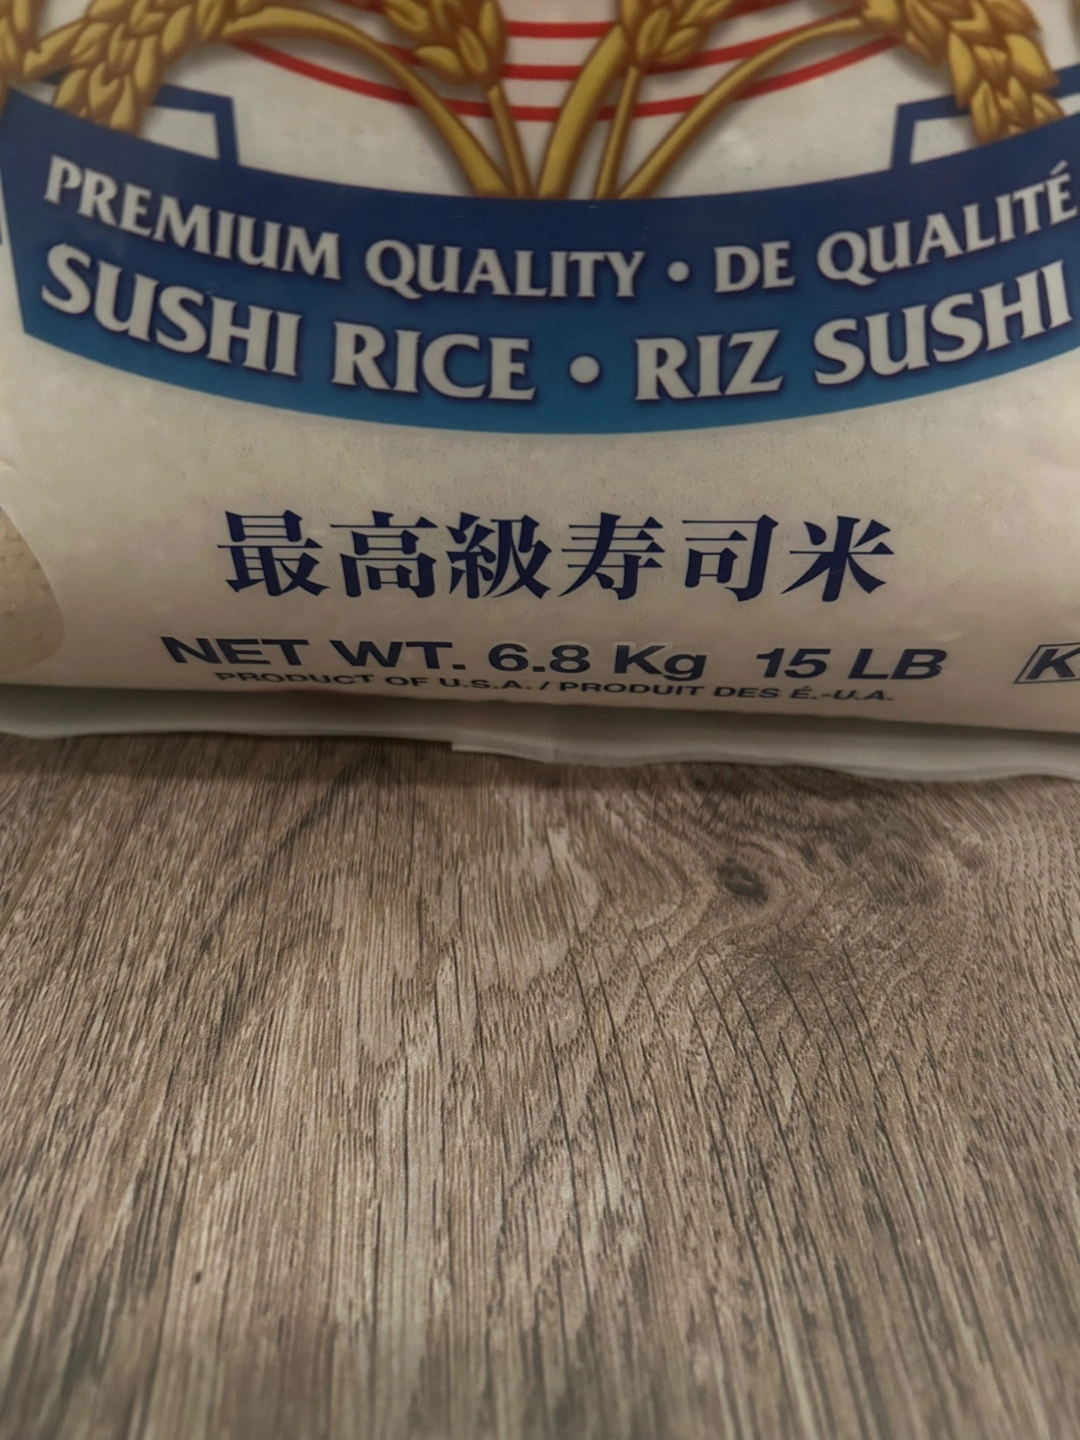 PREMIUM QUALITY • DE QUALITÉ
SUSHI RICE • RIZ SUSHI
最高級寿司米
NET WT. 6.8 Kg 15 LB
PRODUCT OF U.S.A. / PRODUIT DES É.-U.A.
K